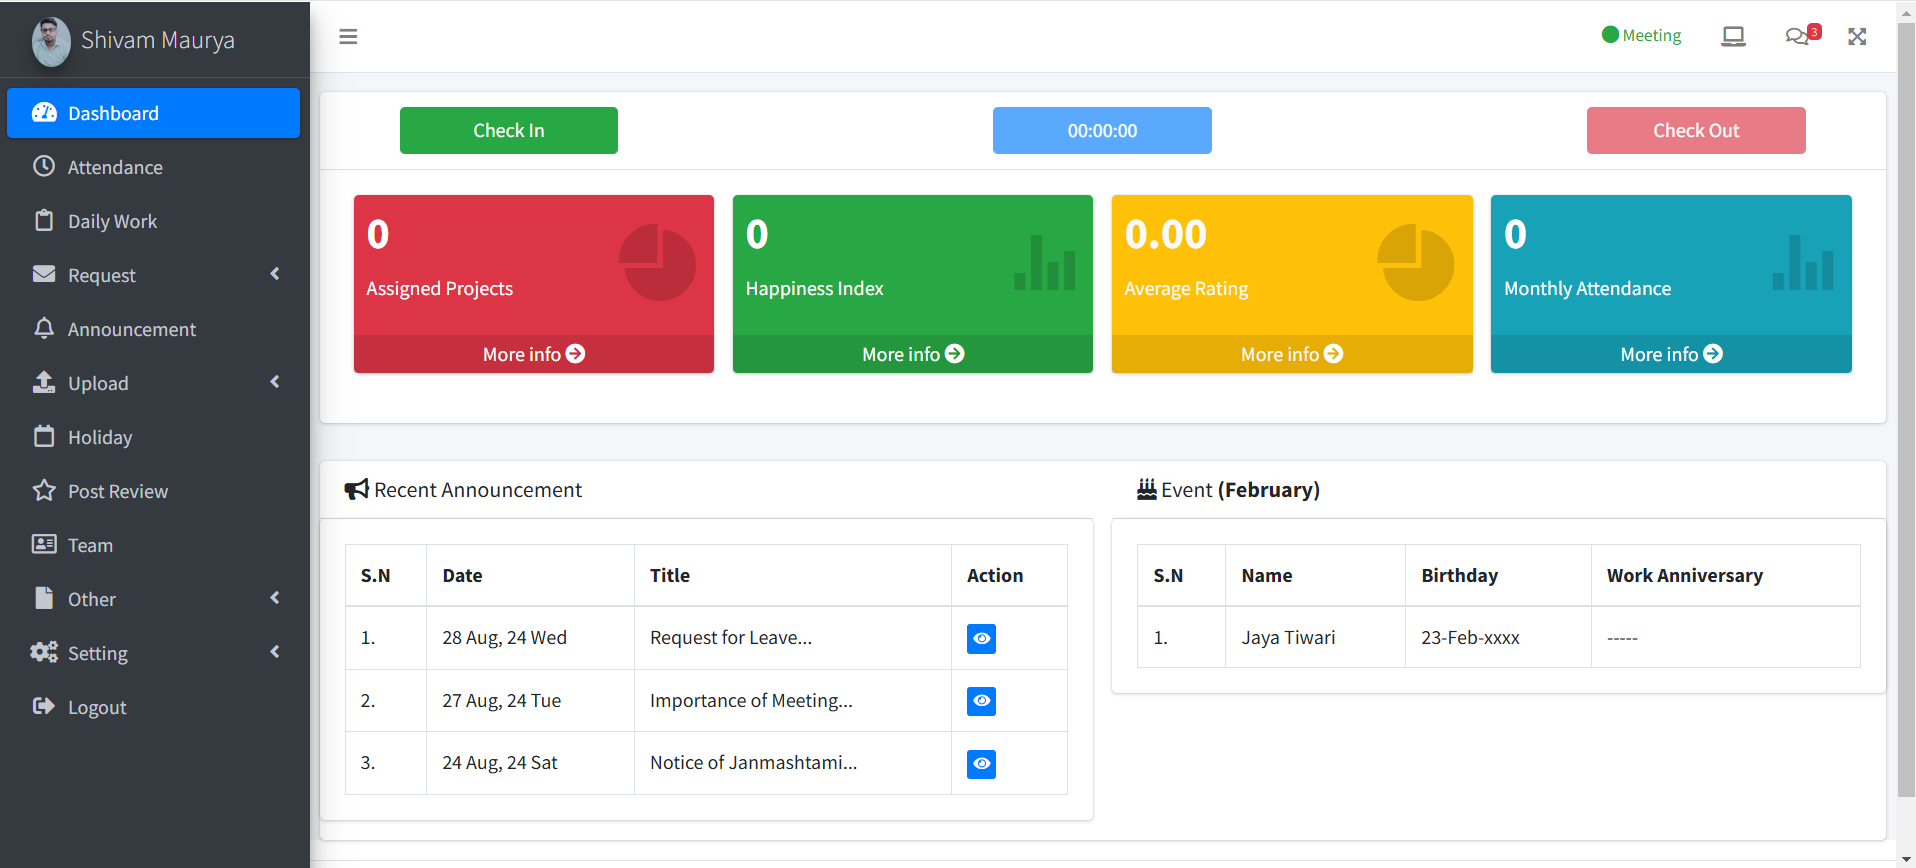 Shivam Maurya
Meeting
3
Dashboard
Attendance
Daily Work
Request
Announcement
Upload
Holiday
Post Review
Team
Other
Setting
Logout
Check In
00:00:00
Check Out
0
Assigned Projects
More info
0
Happiness Index
More info
0.00
Average Rating
More info
0
Monthly Attendance
More info
Recent Announcement
S.N Date Title Action
1. 28 Aug, 24 Wed Request for Leave...
2. 27 Aug, 24 Tue Importance of Meeting...
3. 24 Aug, 24 Sat Notice of Janmashtami...
Event (February)
S.N Name Birthday Work Anniversary
1. Jaya Tiwari 23-Feb-xxxx -----